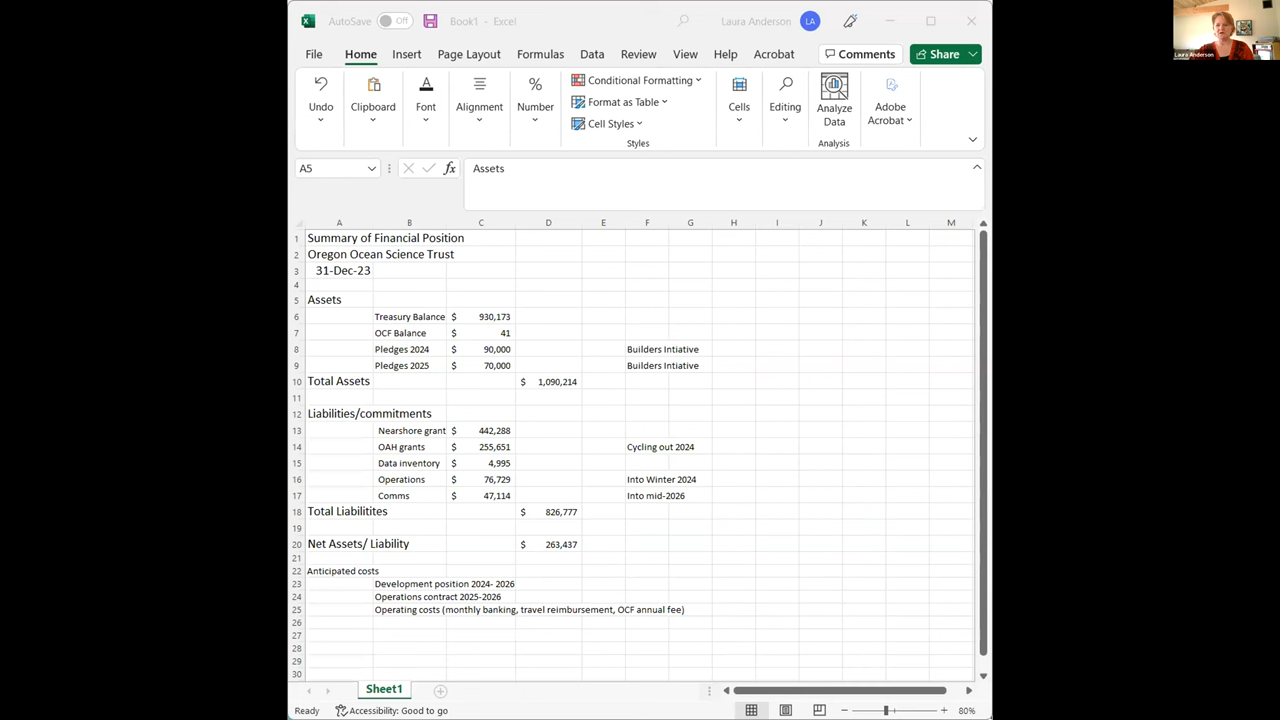 AutoSave Off Book1 - Excel Laura Anderson LA
File Home Insert Draw Page Layout Formulas Data Review View Help Acrobat Comments Share
Undo Clipboard Font Alignment Number Conditional Formatting Format as Table Cell Styles Cells Editing Analyze Data Adobe Acrobat
Styles Analysis
A5 fx Assets
A B C D E F G H I J K L M
1 Summary of Financial Position
2 Oregon Ocean Science Trust
3 31-Dec-23
4
5 Assets
6 Treasury Balance $ 930,173
7 OCF Balance $ 41
8 Pledges 2024 $ 90,000 Builders Intiative
9 Pledges 2025 $ 70,000 Builders Intiative
10 Total Assets $ 1,090,214
11
12 Liabilities/commitments
13 Nearshore grant $ 442,288
14 OAH grants $ 255,651 Cycling out 2024
15 Data inventory $ 4,995
16 Operations $ 76,729 Into Winter 2024
17 Comms $ 47,114 Into mid-2026
18 Total Liabilitites $ 826,777
19
20 Net Assets/ Liability $ 263,437
21
22 Anticipated costs
23 Development position 2024- 2026
24 Operations contract 2025-2026
25 Operating costs (monthly banking, travel reimbursement, OCF annual fee)
26
27
28
29
30
Sheet1
Ready Accessibility: Good to go 80%
Laura Anderson